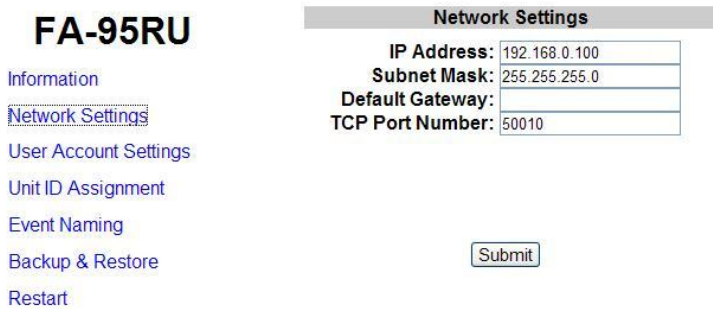 FA-95RU
Information
Network Settings
User Account Settings
Unit ID Assignment
Event Naming
Backup & Restore
Restart
Network Settings
IP Address: 192.168.0.100
Subnet Mask: 255.255.255.0
Default Gateway:
TCP Port Number: 50010
Submit